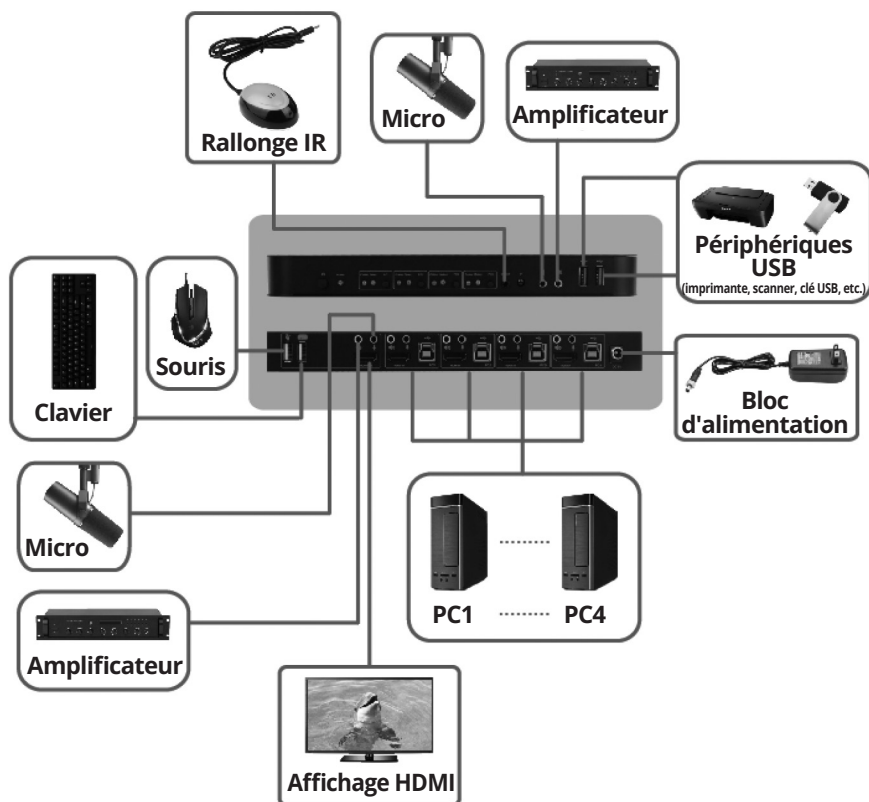 Rallonge IR
Micro
Amplificateur
Périphériques
USB
(imprimante, scanner, clé USB, etc.)
Souris
Clavier
Bloc
d'alimentation
Micro
PC1
PC4
Amplificateur
Affichage HDMI